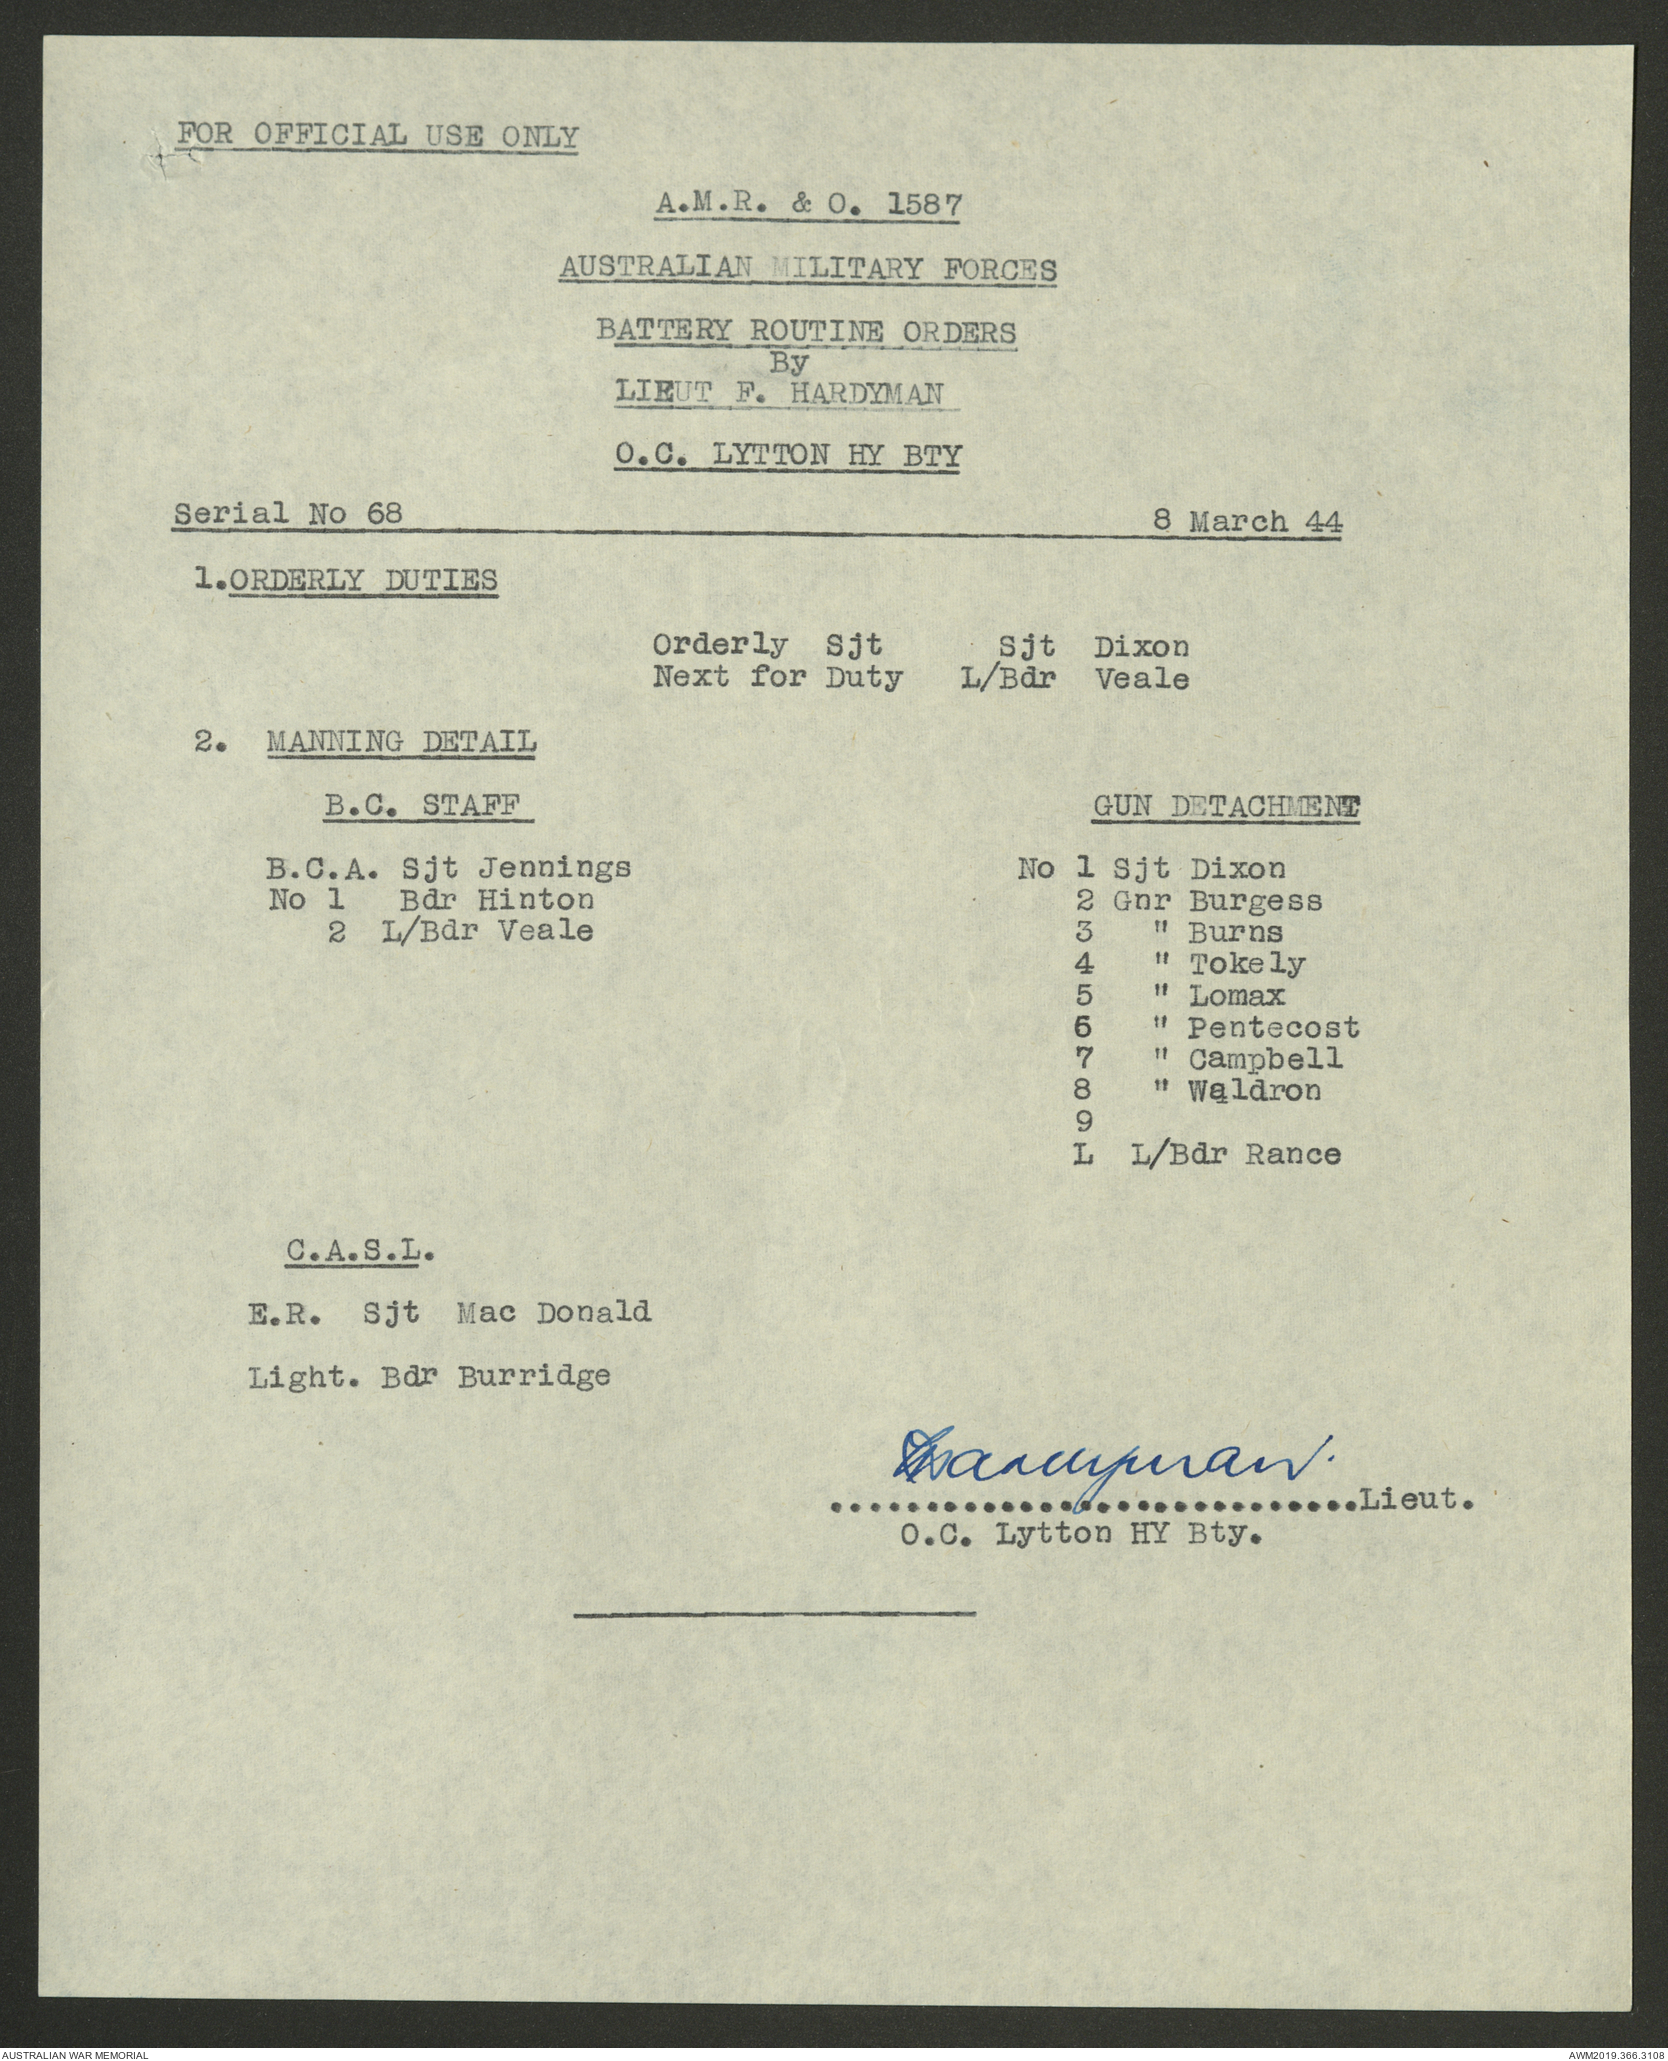 FOR OFFICIAL USE ONLY
A.M.R. & O. 1587
AUSTRALIAN MILITARY FORCES
BATTERY ROUTINE ORDERS
By
LIEUT F. HARDYMAN
O.C. LYTTON HY BTY
Serial No 68 8 March 44
1.ORDERLY DUTIES
Orderly Sjt Sjt Dixon
Next for Duty L/Bdr Veale
2. MANNING DETAIL
B.C. STAFF
B.C.A. Sjt Jennings
No 1 Bdr Hinton
2 L/Bdr Veale
GUN DETACHMENT
No 1 Sjt Dixon
2 Gnr Burgess
3 " Burns
4 " Tokely
5 " Lomax
6 " Pentecost
7 " Campbell
8 " Waldron
9
L L/Bdr Rance
C.A.S.L.
E.R. Sjt Mac Donald
Light. Bdr Burridge
Hardyman
............................Lieut.
O.C. Lytton HY Bty.
AUSTRALIAN WAR MEMORIAL AWM2019.366.3108